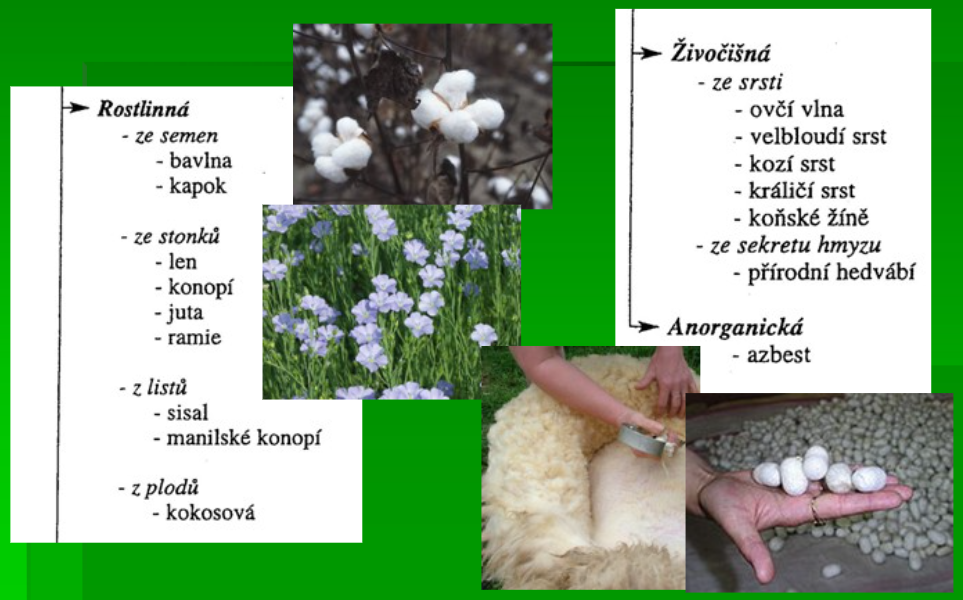 Rostlinná
- ze semen
- bavlna
- kapok
- ze stonků
- len
- konopí
- juta
- ramie
- z listů
- sisal
- manilské konopí
- z plodů
- kokosová
Živočišná
- ze srsti
- ovčí vlna
- velbloudí srst
- kozí srst
- králičí srst
- koňské žíně
- ze sekretu hmyzu
- přírodní hedvábí
Anorganická
- azbest